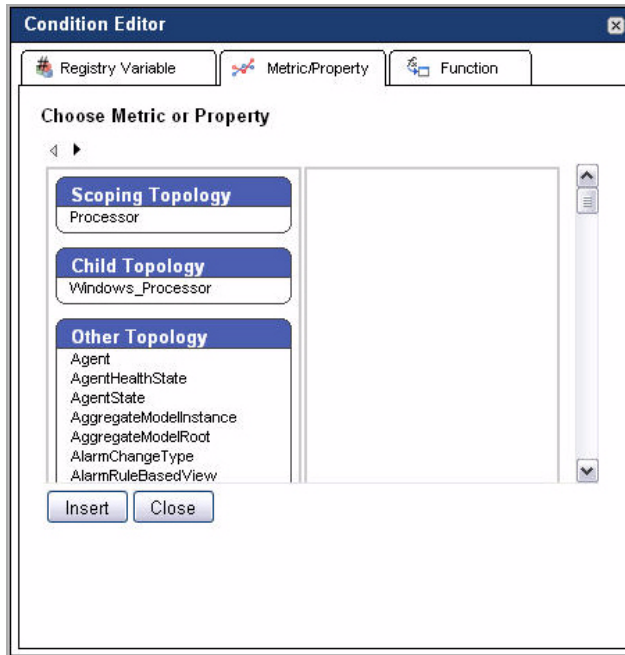 Condition Editor
Registry Variable
Metric/Property
Function
Choose Metric or Property
Scoping Topology
Processor
Child Topology
Windows_Processor
Other Topology
Agent
AgentHealthState
AgentState
AggregateModelInstance
AggregateModelRoot
AlarmChangeType
AlarmRuleBasedView
Insert
Close